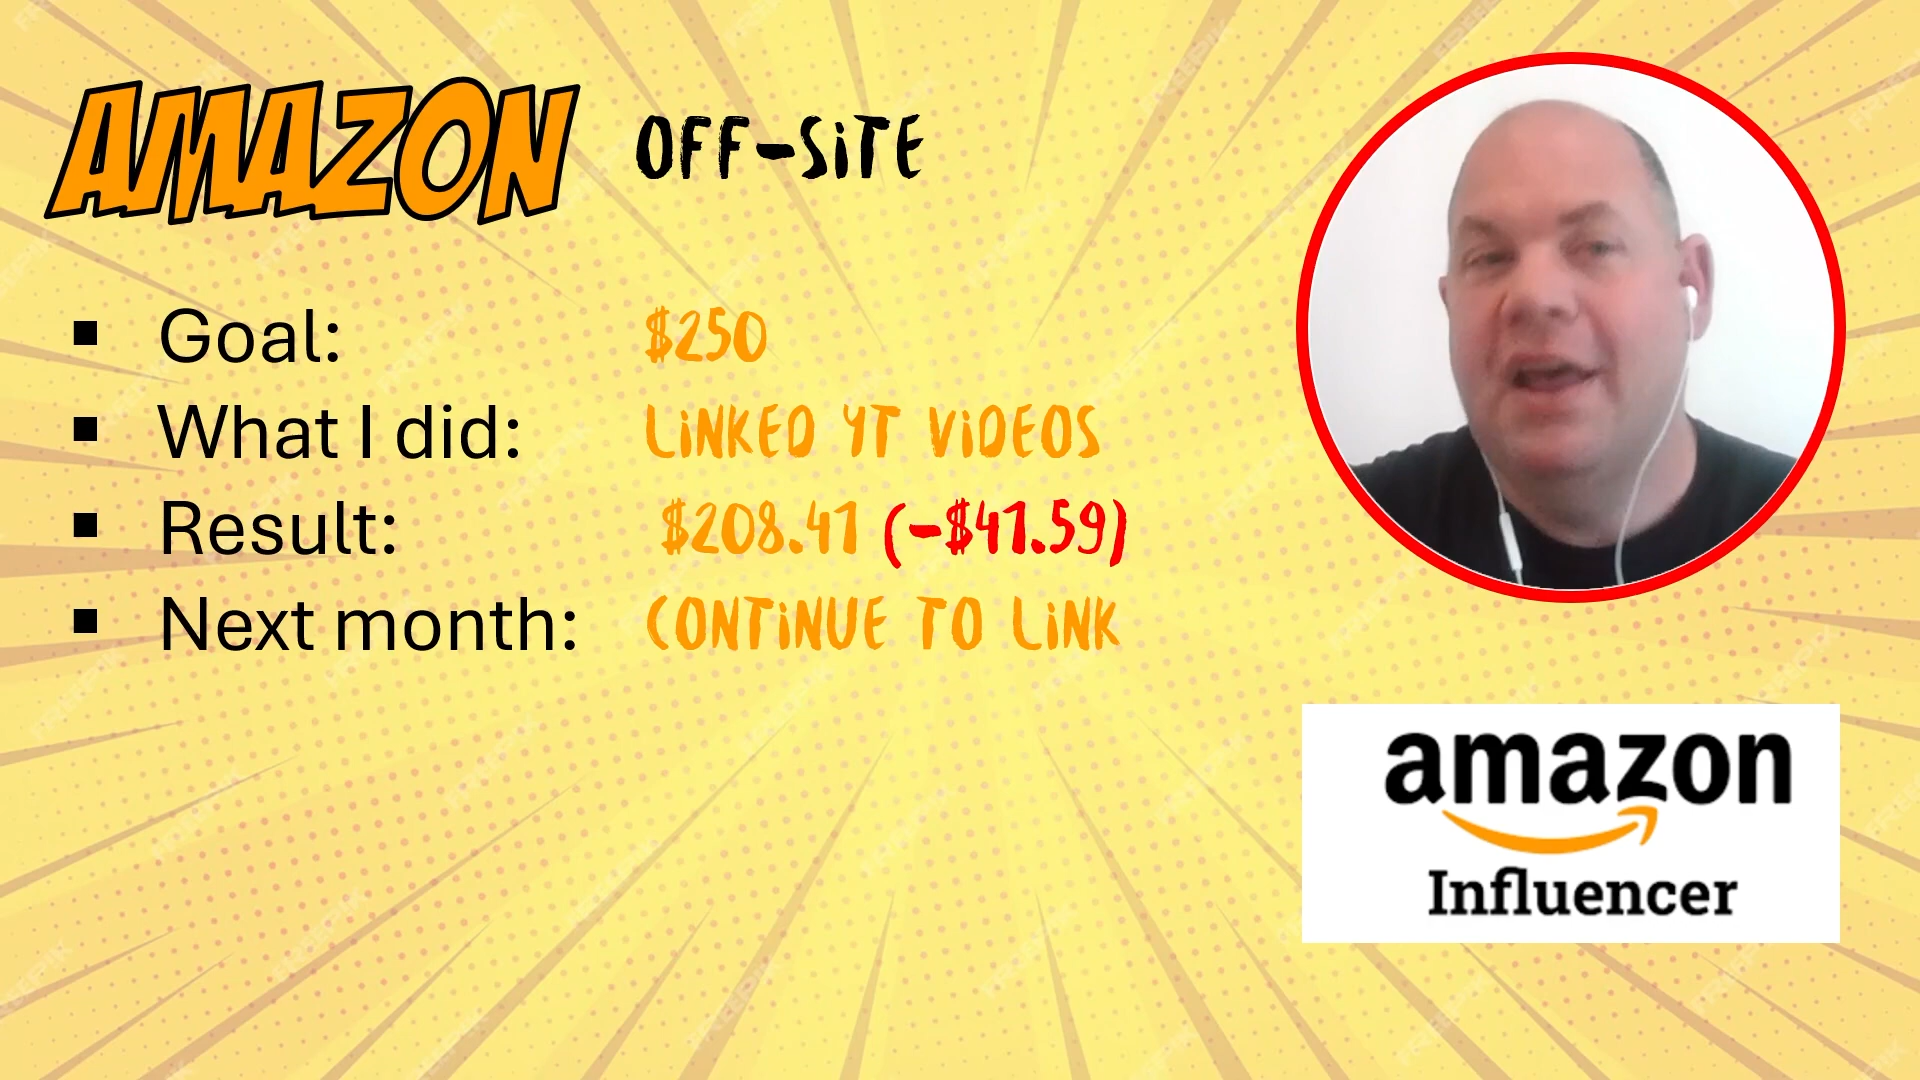 AMAZON OFF-SiTE
▪ Goal: $250
▪ What I did: LiNKED YT ViDEOS
▪ Result: $208.41 (-$41.59)
▪ Next month: CONTiNUE TO LiNK
amazon
Influencer